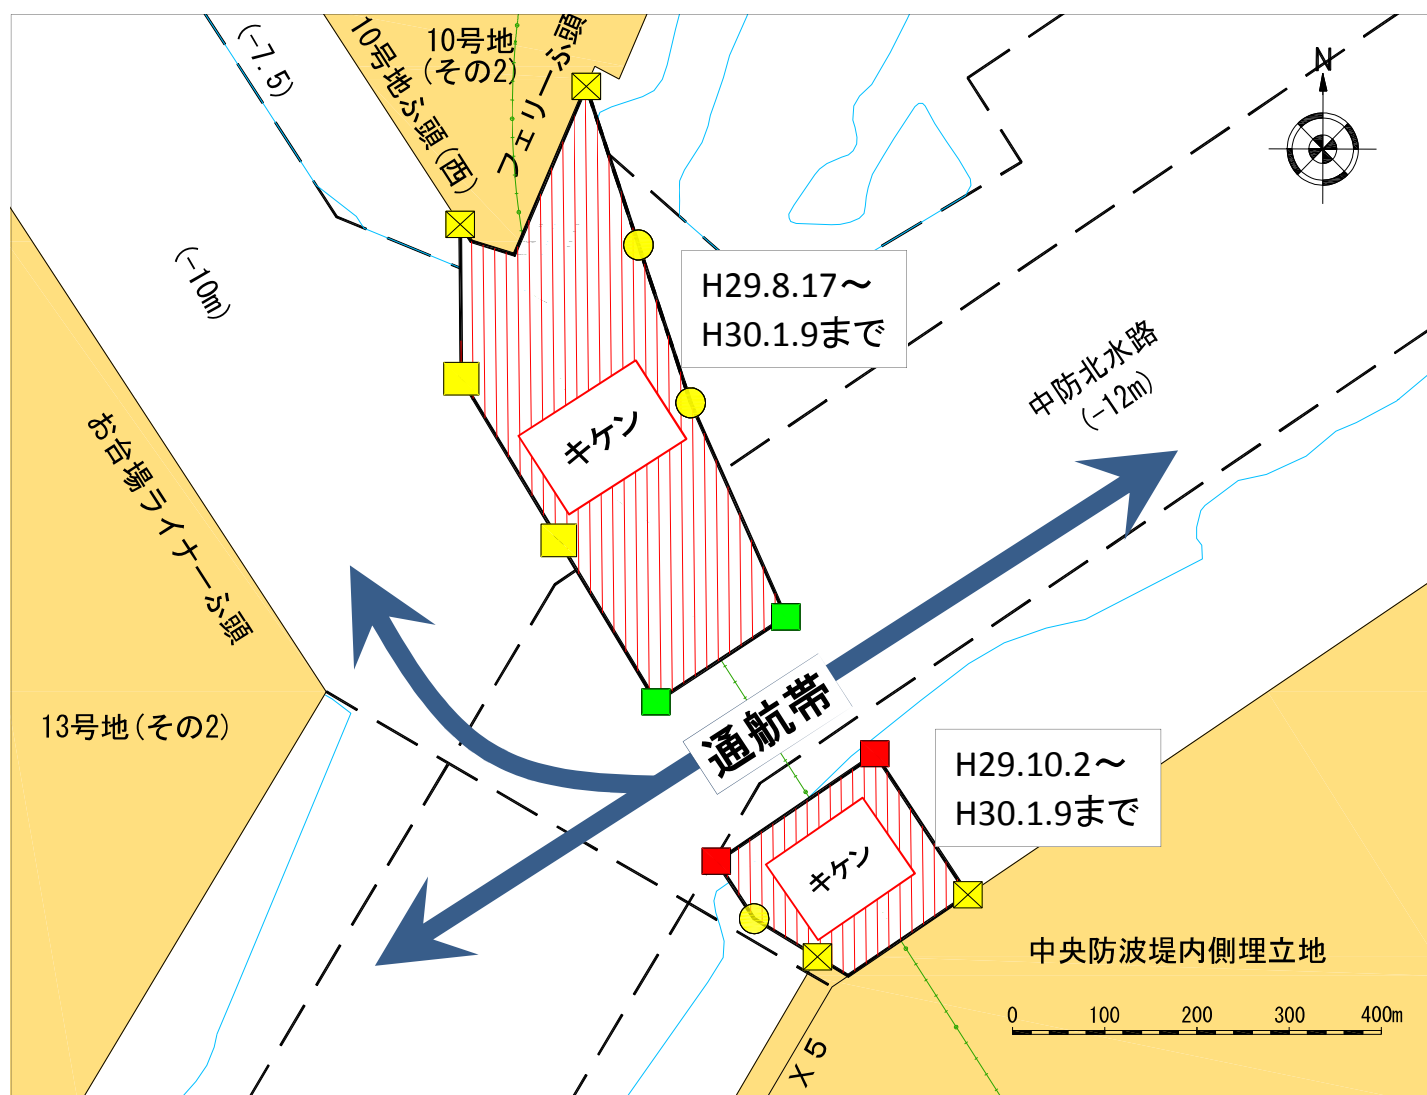 (-7.5)
10号地ふ頭(西)
10号地
(その2)
フェリーふ頭
N
(-10m)
H29.8.17～
H30.1.9まで
中防北水路
(-12m)
キケン
お台場ライナーふ頭
13号地(その2)
通航帯
H29.10.2～
H30.1.9まで
キケン
中央防波堤内側埋立地
0 100 200 300 400m
X5